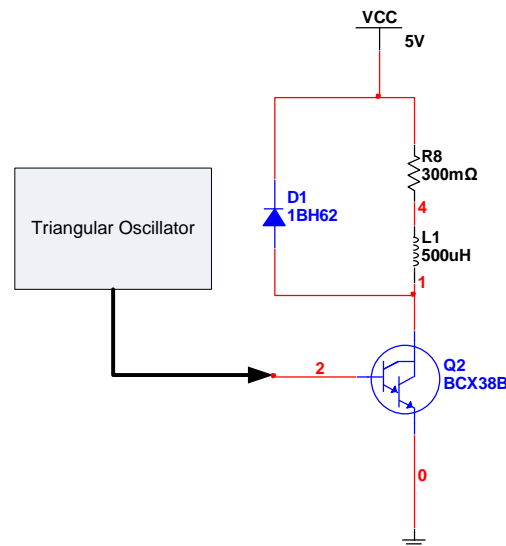 VCC
5V
R8
300mΩ
D1
1BH62
4
Triangular Oscillator
L1
500uH
1
2
Q2
BCX38B
0